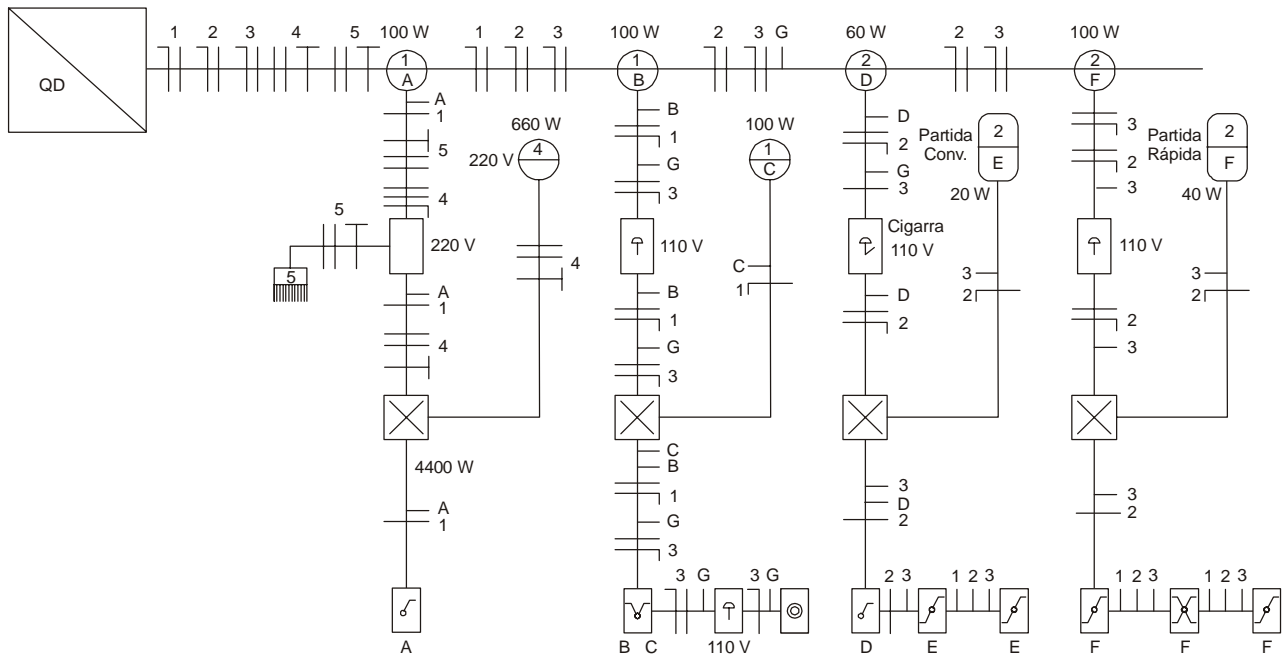 1 2 3 4 5 100 W 1 2 3 100 W 2 3 G 60 W 2 3 100 W
QD
1 A
1 B
2 D
2 F
A
1
5
4
660 W
220 V
4
5
220 V
5
A
1
4
4
4400 W
A
1
A
B
1
G
3
100 W
1 C
110 V
C
1
B
1
G
3
C
B
1
G
3
3 G 3 G
B C 110 V
D
2
G
3
Partida
Conv.
2 E
20 W
Cigarra
110 V
D
2
3
2
3
D
2
2 3 1 2 3
D E E
3
2
3
Partida
Rápida
2 F
40 W
110 V
2
3
3
2
3
2
1 2 3 1 2 3
F F F